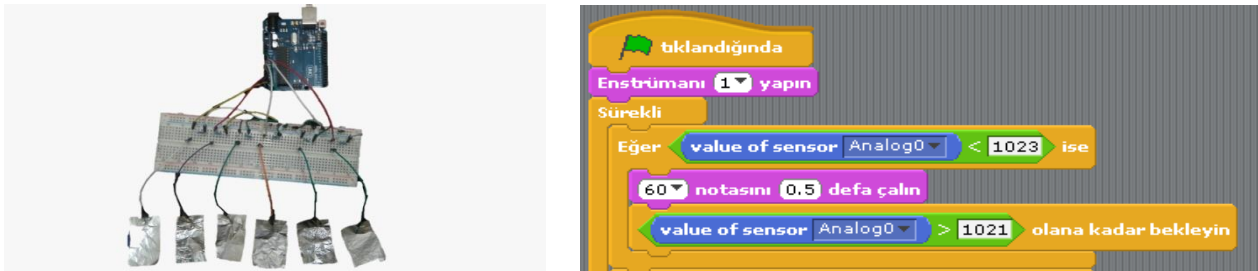 tıklandığında
Enstrümanı 1 yapın
Sürekli
Eğer value of sensor Analog0 < 1023 ise
60 notasını 0.5 defa çalın
value of sensor Analog0 > 1021 olana kadar bekleyin